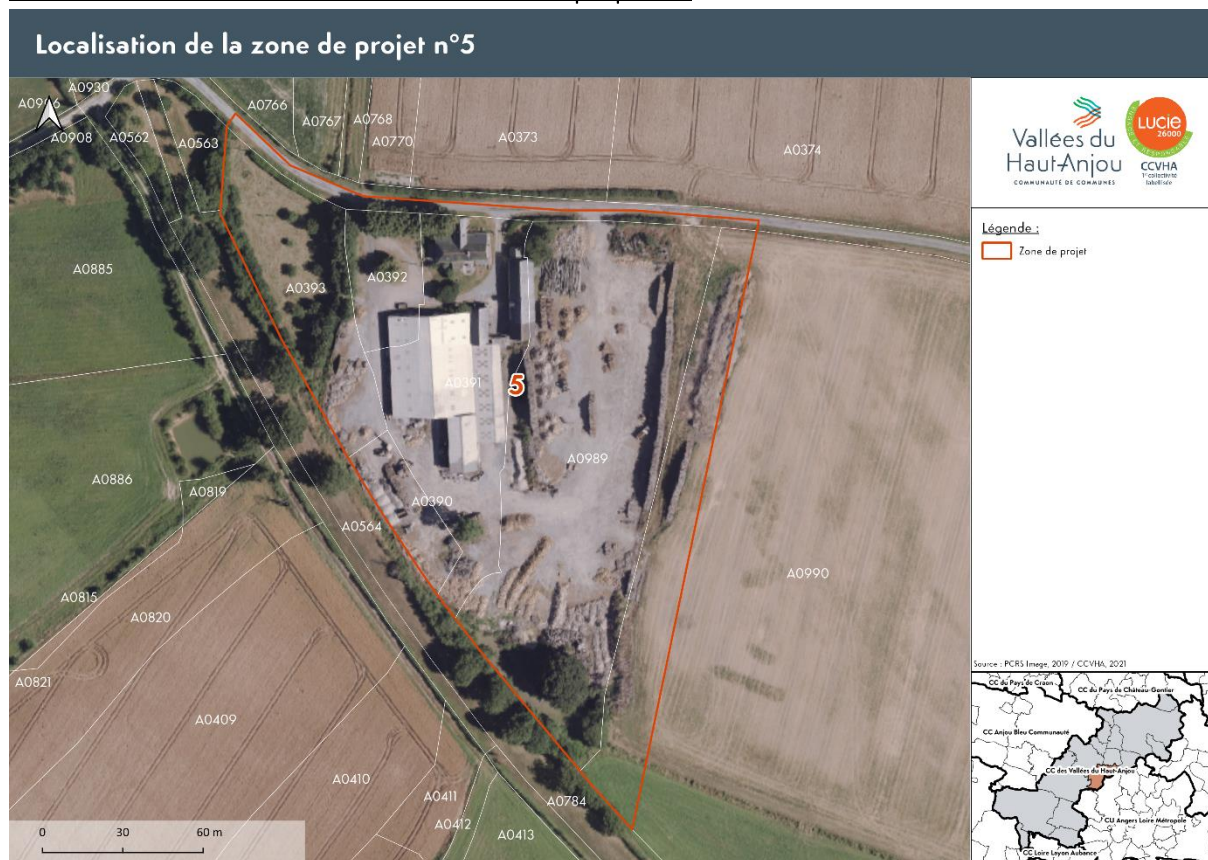 Localisation de la zone de projet n°5
A0930
A0766
A0908
A0562
A0563
A0767
A0768
A0770
A0373
A0374
A0885
A0393
A0392
A0391
5
A0989
A0886
A0819
A0564
A0390
A0990
A0815
A0820
A0821
A0409
A0410
A0411
A0412
A0413
A0784
0 30 60 m
Vallées du
Haut-Anjou
COMMUNAUTÉ DE COMMUNES
LUCIE
26000
CCVHA
1e collectivité
labellisée
Légende :
Zone de projet
Source : PCRS Image, 2019 / CCVHA, 2021
CC du Pays de Craon
CC du Pays de Château-Gontier
CC Anjou Bleu Communauté
CC des Vallées du Haut-Anjou
CU Angers Loire Métropole
CC Loire Layon Aubance